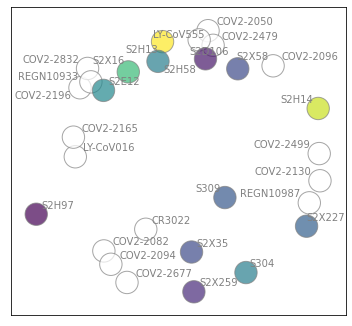 COV2-2050
LY-CoV555
COV2-2479
S2H13
S2D106
COV2-2832
S2X16
S2X58
COV2-2096
S2H58
REGN10933
S2E12
COV2-2196
S2H14
COV2-2165
COV2-2499
LY-CoV016
COV2-2130
S309
REGN10987
S2H97
CR3022
S2X227
COV2-2082
S2X35
COV2-2094
S304
COV2-2677
S2X259